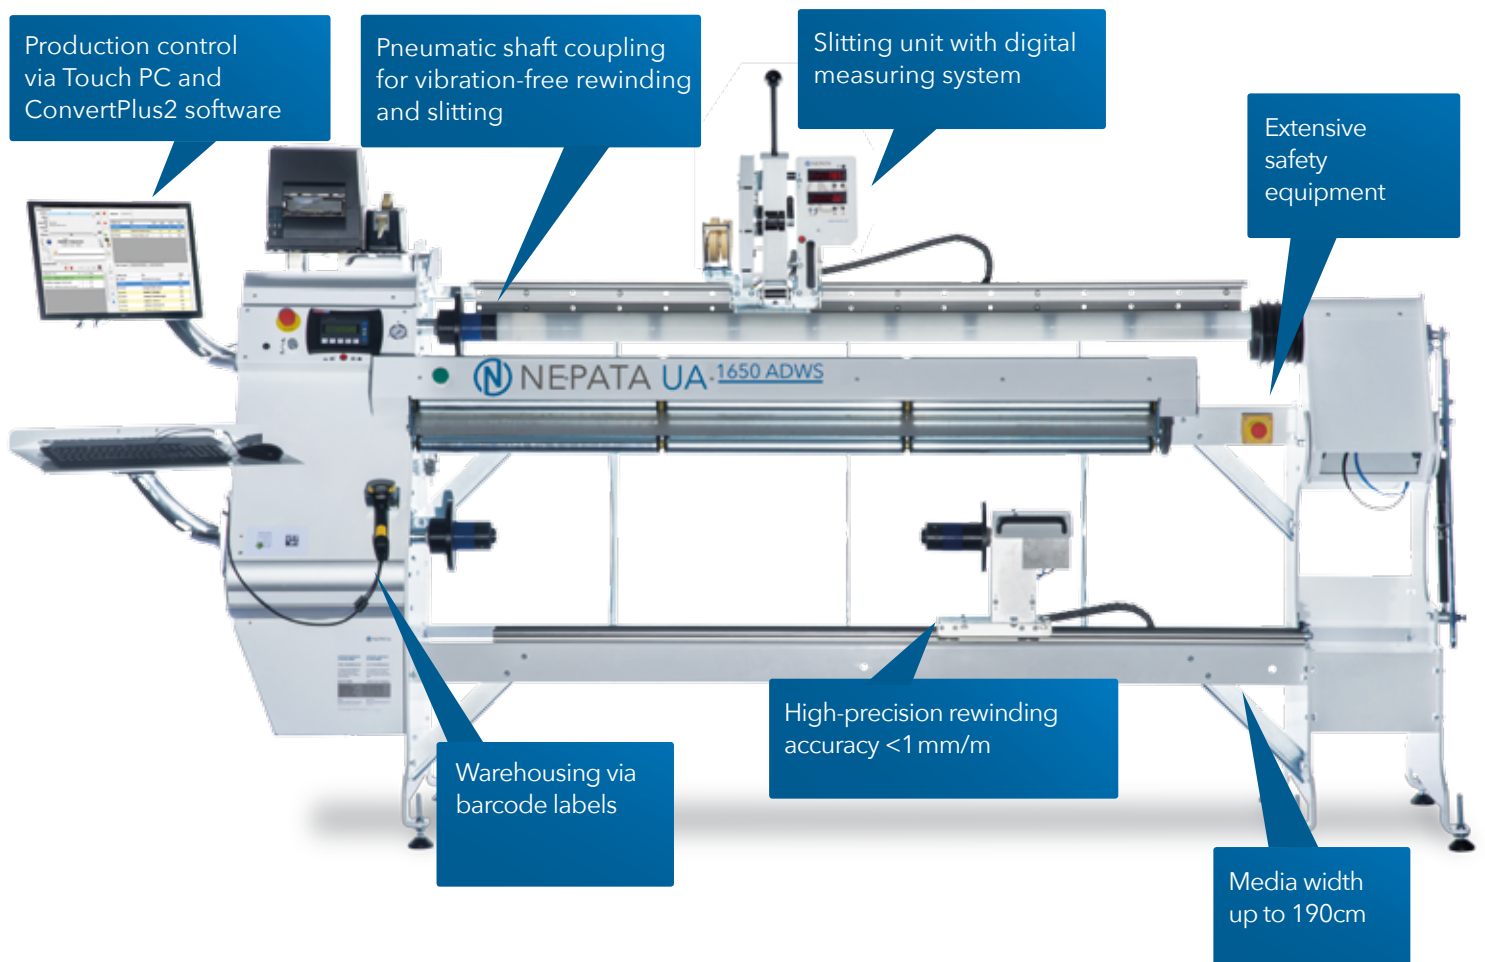 Production control
via Touch PC and
ConvertPlus2 software
Pneumatic shaft coupling
for vibration-free rewinding
and slitting
Slitting unit with digital
measuring system
Extensive
safety
equipment
NEPATA
NEPATA UA-1650 ADWS
NEPATA
High-precision rewinding
accuracy <1 mm/m
Warehousing via
barcode labels
Media width
up to 190cm